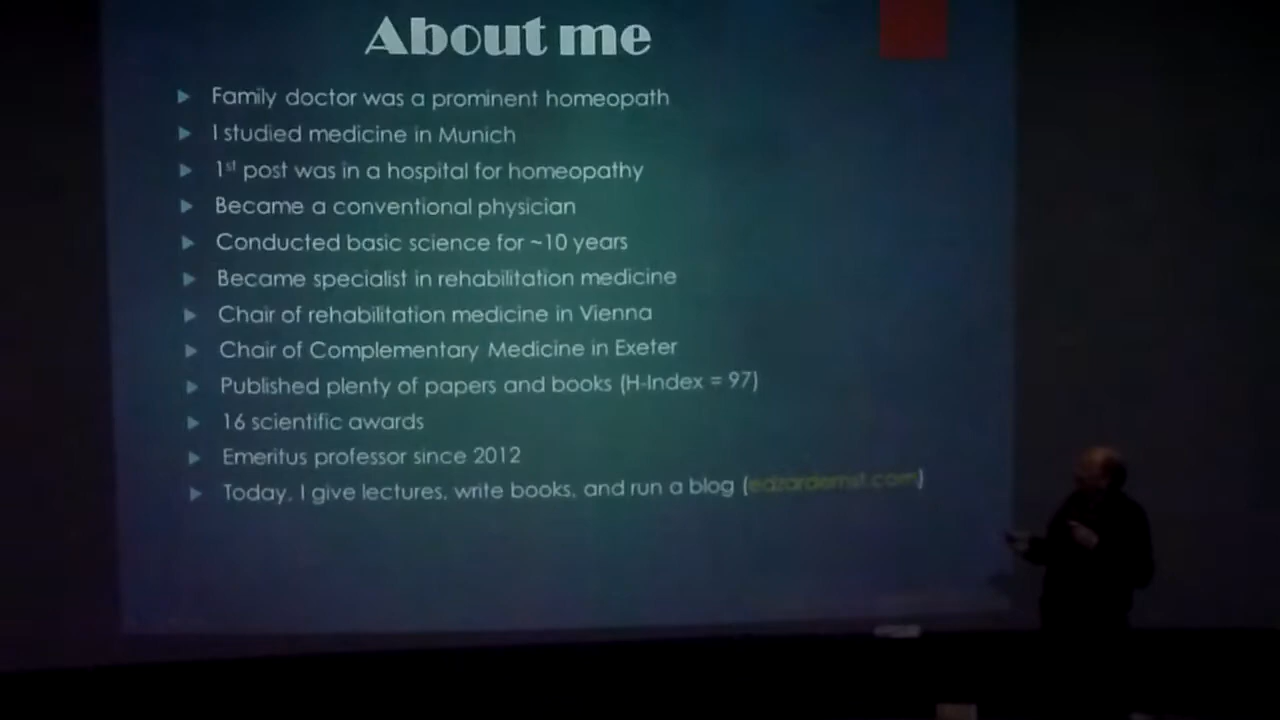 About me
Family doctor was a prominent homeopath
I studied medicine in Munich
1st post was in a hospital for homeopathy
Became a conventional physician
Conducted basic science for ~10 years
Became specialist in rehabilitation medicine
Chair of rehabilitation medicine in Vienna
Chair of Complementary Medicine in Exeter
Published plenty of papers and books (H-Index = 97)
16 scientific awards
Emeritus professor since 2012
Today, I give lectures, write books, and run a blog (edzardernst.com)